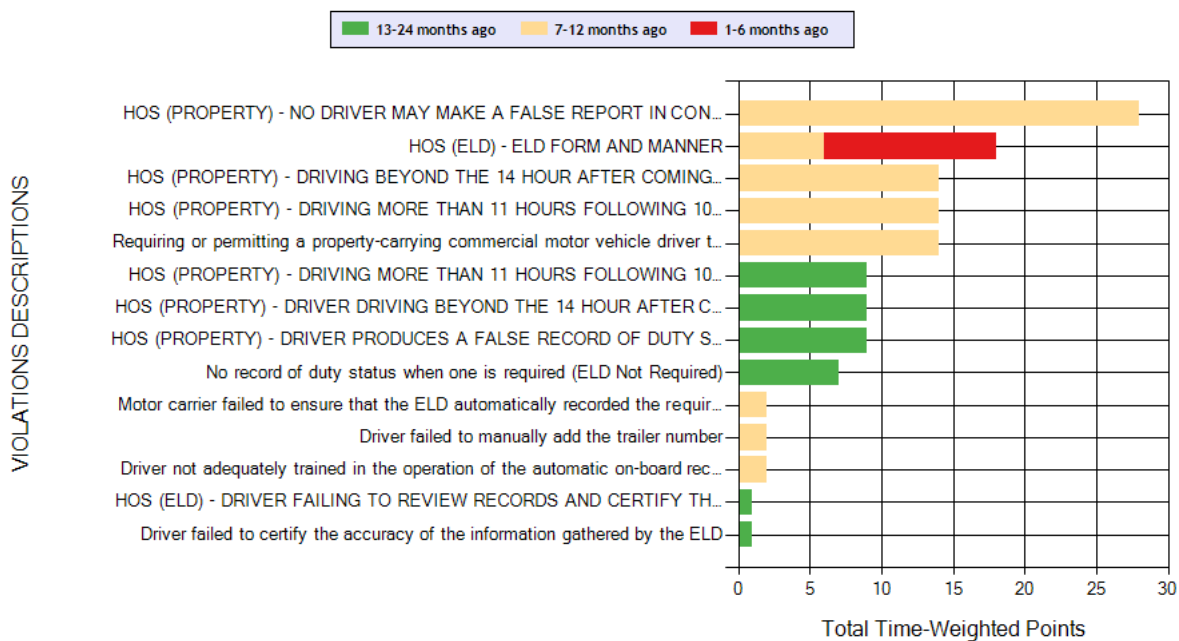 13-24 months ago 7-12 months ago 1-6 months ago
HOS (PROPERTY) - NO DRIVER MAY MAKE A FALSE REPORT IN CON...
HOS (ELD) - ELD FORM AND MANNER
HOS (PROPERTY) - DRIVING BEYOND THE 14 HOUR AFTER COMING...
HOS (PROPERTY) - DRIVING MORE THAN 11 HOURS FOLLOWING 10...
Requiring or permitting a property-carrying commercial motor vehicle driver t...
HOS (PROPERTY) - DRIVING MORE THAN 11 HOURS FOLLOWING 10...
HOS (PROPERTY) - DRIVER DRIVING BEYOND THE 14 HOUR AFTER C...
HOS (PROPERTY) - DRIVER PRODUCES A FALSE RECORD OF DUTY S...
No record of duty status when one is required (ELD Not Required)
Motor carrier failed to ensure that the ELD automatically recorded the requir...
Driver failed to manually add the trailer number
Driver not adequately trained in the operation of the automatic on-board rec...
HOS (ELD) - DRIVER FAILING TO REVIEW RECORDS AND CERTIFY TH...
Driver failed to certify the accuracy of the information gathered by the ELD
VIOLATIONS DESCRIPTIONS
0 5 10 15 20 25 30
Total Time-Weighted Points